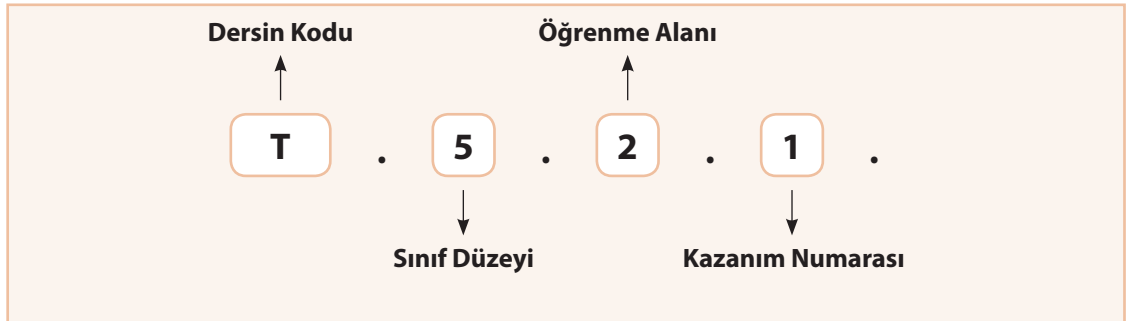 Dersin Kodu Öğrenme Alanı
T . 5 . 2 . 1 .
Sınıf Düzeyi Kazanım Numarası